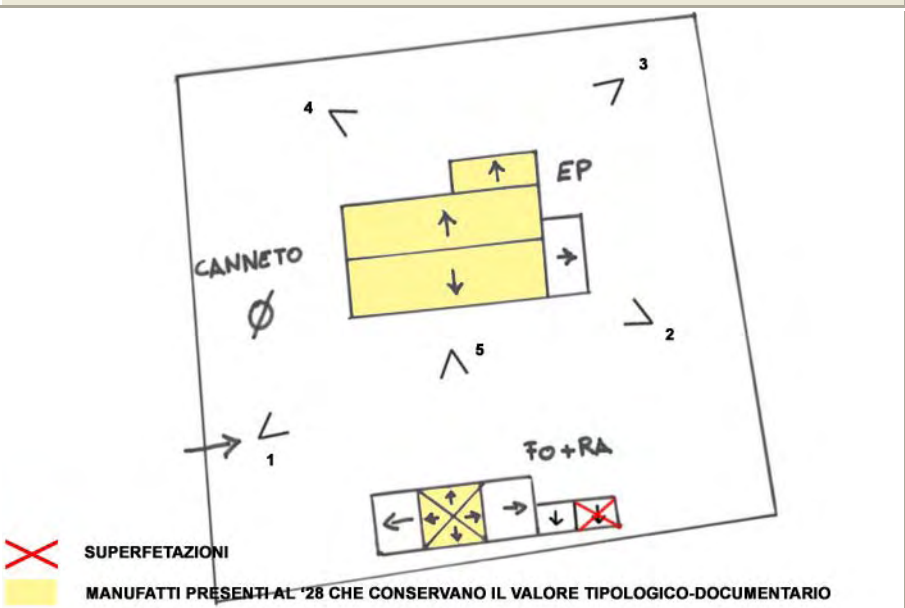 3
4
EP
CANNETO
Ø
5
2
1
FO+RA
SUPERFETAZIONI
MANUFATTI PRESENTI AL '28 CHE CONSERVANO IL VALORE TIPOLOGICO-DOCUMENTARIO